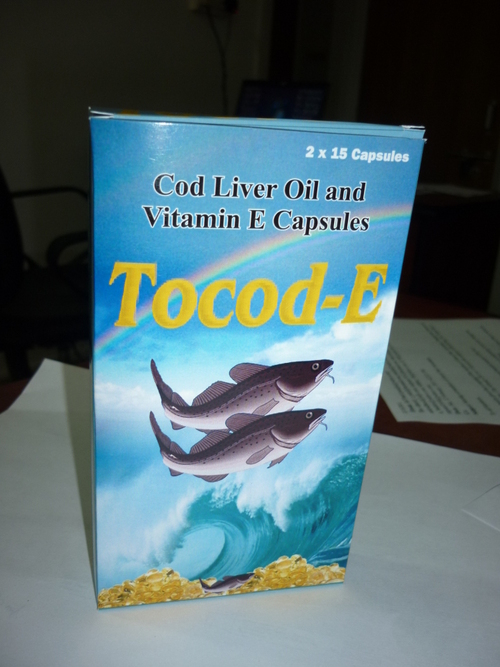 2 x 15 Capsules
Cod Liver Oil and
Vitamin E Capsules
Tocod-E